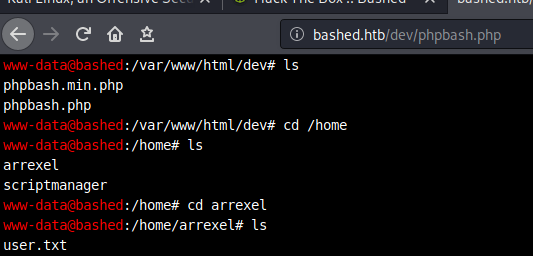 Kali Linux, an Offensive Secu
Hack The Box :: Bashed
bashed.htb/dev/phpbash.php
www-data@bashed:/var/www/html/dev# ls
phpbash.min.php
phpbash.php
www-data@bashed:/var/www/html/dev# cd /home
www-data@bashed:/home# ls
arrexel
scriptmanager
www-data@bashed:/home# cd arrexel
www-data@bashed:/home/arrexel# ls
user.txt